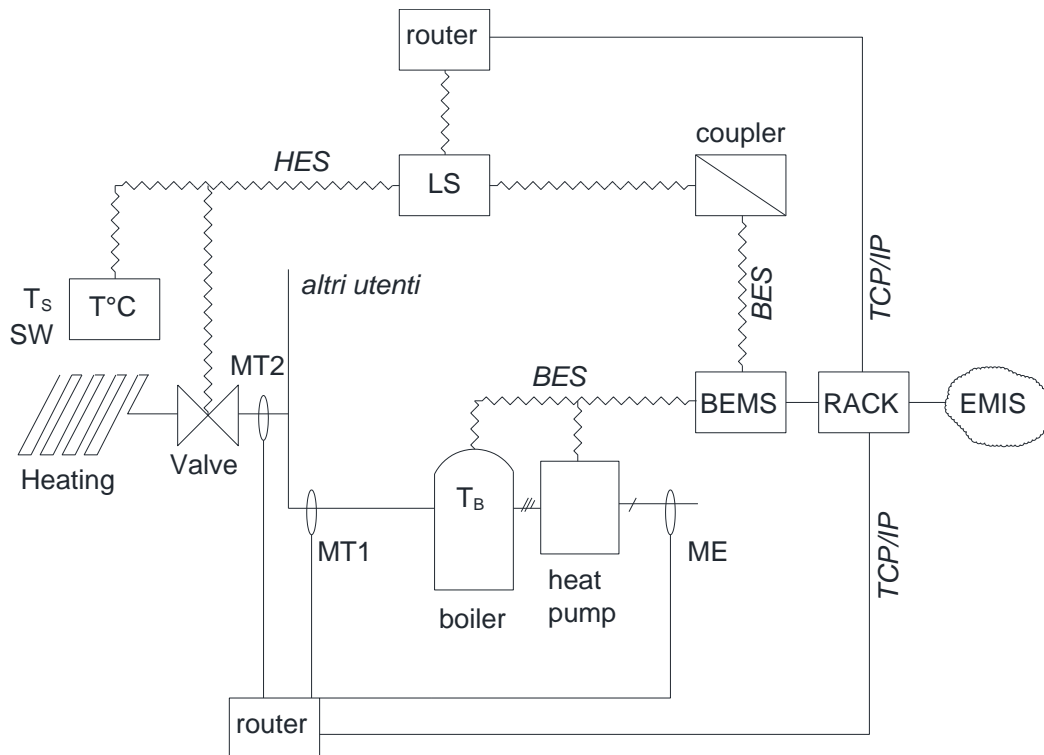 router
coupler
HES
LS
BES
TCP/IP
altri utenti
T°C
TS
SW
MT2
BES
BEMS
RACK
EMIS
Valve
Heating
TB
MT1
ME
TCP/IP
heat
pump
boiler
router